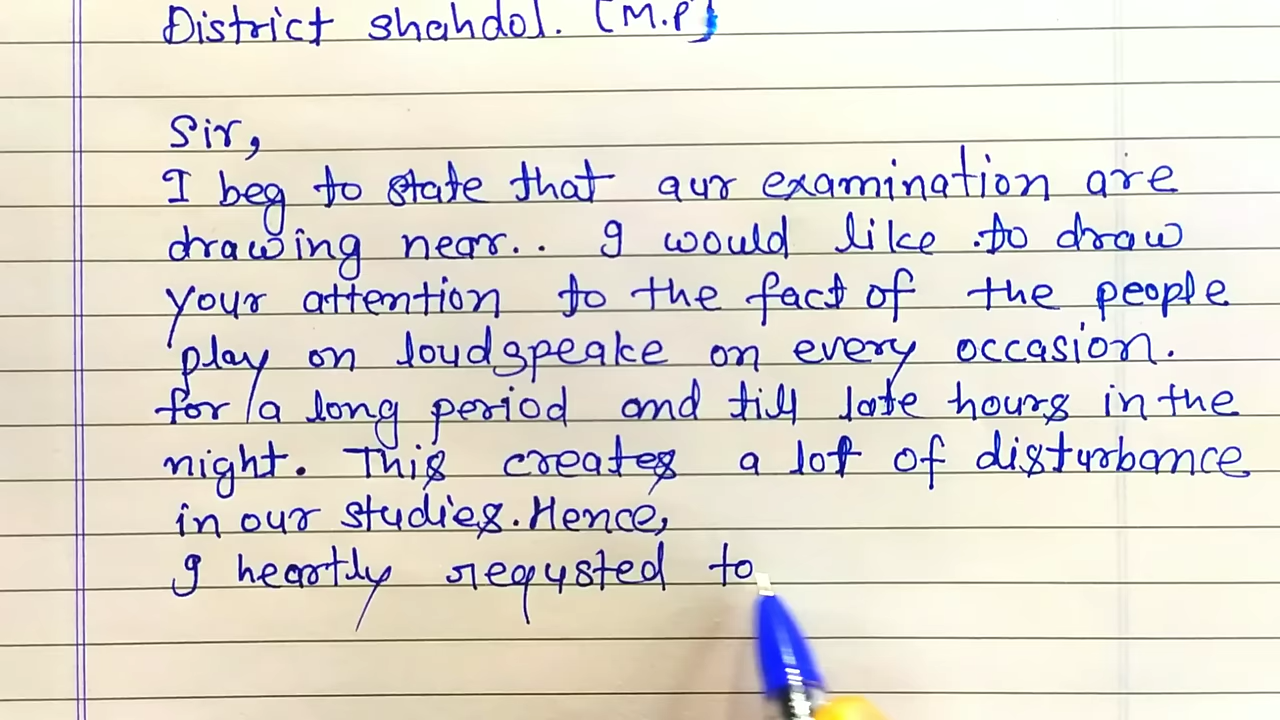 District shahdol. (M.P)
Sir,
I beg to state that our examination are
drawing near.. I would like to draw
your attention to the fact of the people
play on loudspeake on every occasion.
for a long period and till late hours in the
night. This creates a lot of disturbance
in our studies. Hence,
I heartly requsted to